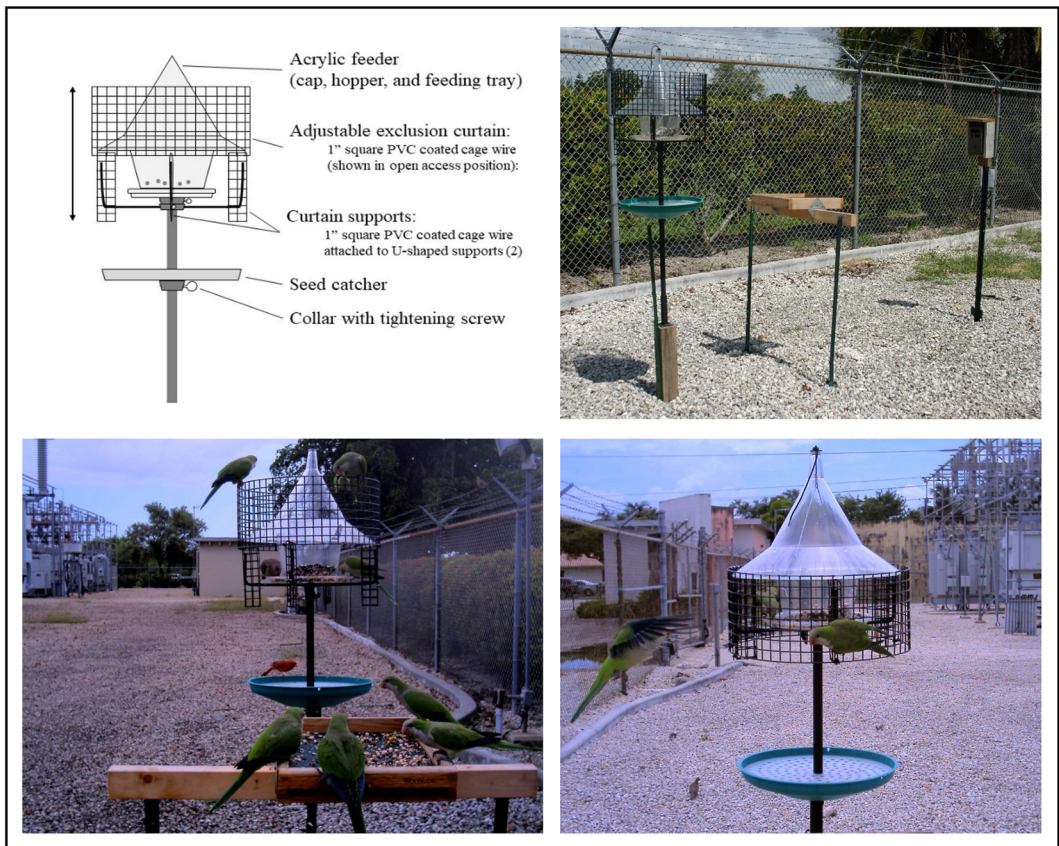 Acrylic feeder
(cap, hopper, and feeding tray)
Adjustable exclusion curtain:
1” square PVC coated cage wire
(shown in open access position):
Curtain supports:
1” square PVC coated cage wire
attached to U-shaped supports (2)
Seed catcher
Collar with tightening screw